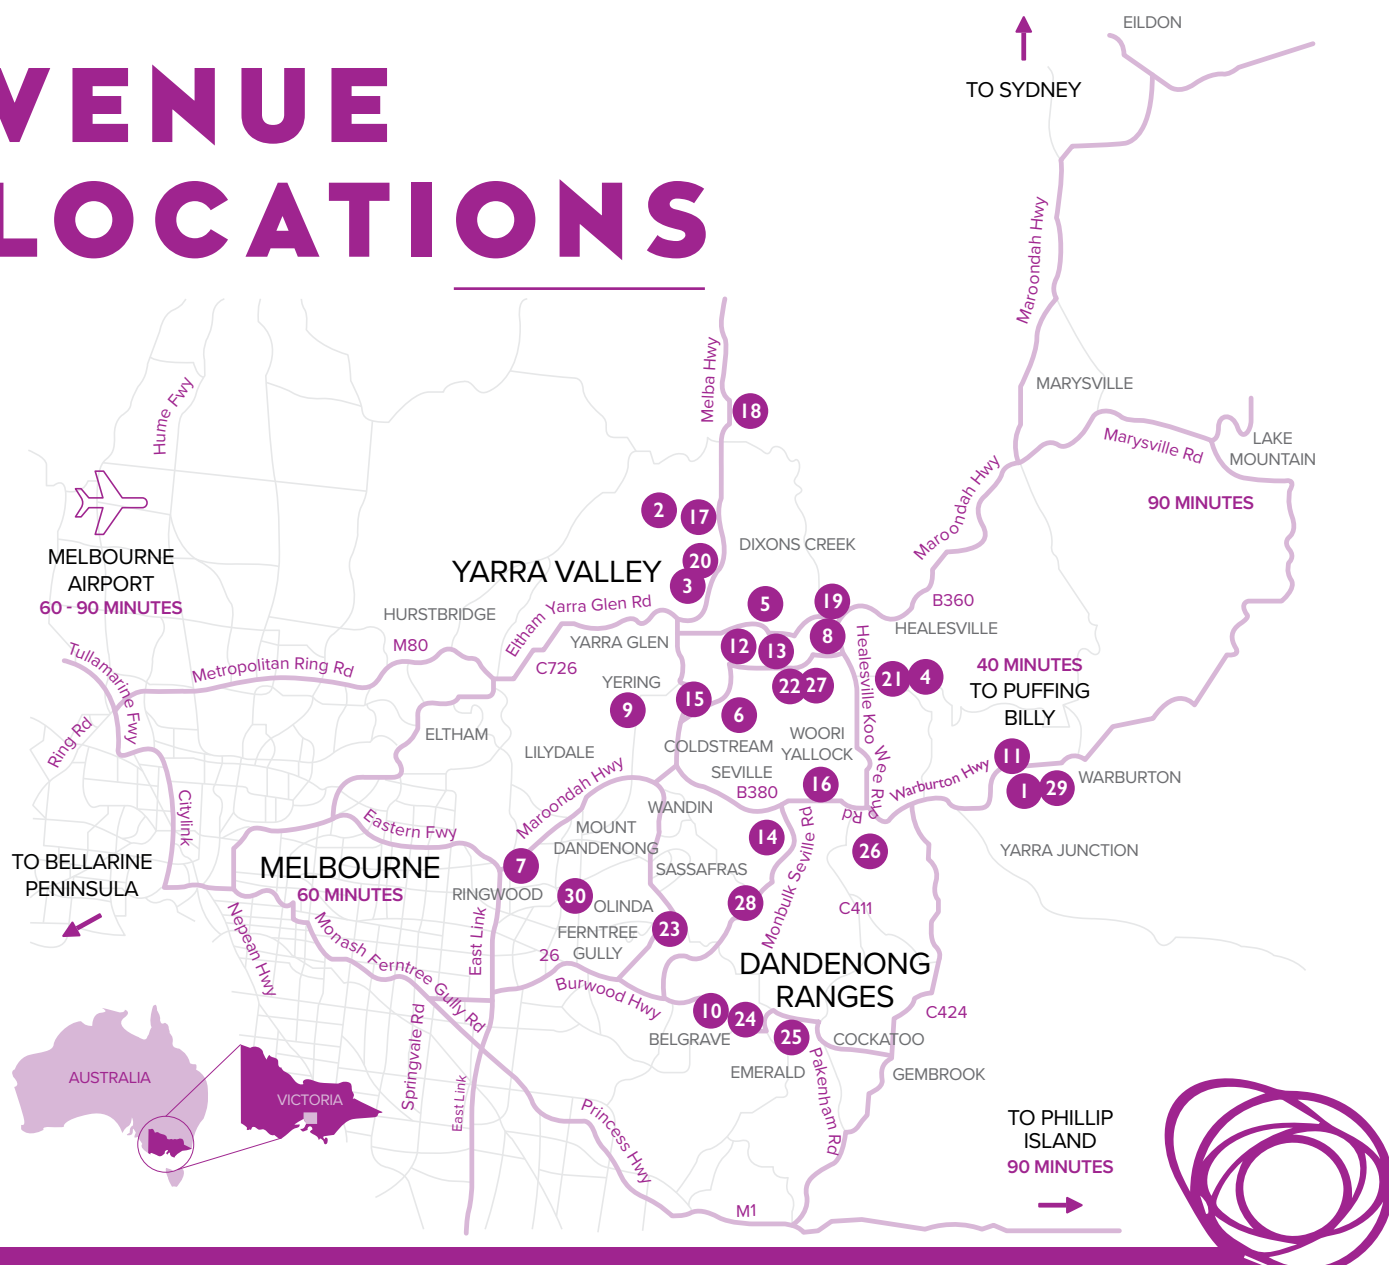 VENUE
LOCATIONS
EILDON
TO SYDNEY
Maroondah Hwy
Melba Hwy
18
Hume Fwy
MARYSVILLE
Marysville Rd
LAKE
MOUNTAIN
90 MINUTES
Maroondah Hwy
2
17
DIXONS CREEK
MELBOURNE
AIRPORT
60 - 90 MINUTES
YARRA VALLEY
20
3
5
19
B360
HEALESVILLE
HURSTBRIDGE
M80
Eltham Yarra Glen Rd
C726
YARRA GLEN
12
13
8
Tullamarine Fwy
Metropolitan Ring Rd
Ring Rd
YERING
9
15
6
22
27
Healesville Koo Wee Rup Rd
21
4
40 MINUTES
TO PUFFING
BILLY
ELTHAM
LILYDALE
COLDSTREAM
WOORI
YALLOCK
SEVILLE
B380
16
Warburton Hwy
11
1
29
WARBURTON
Citylink
Eastern Fwy
Maroondah Hwy
WANDIN
MOUNT
DANDENONG
14
Monbulk Seville Rd
26
YARRA JUNCTION
TO BELLARINE
PENINSULA
MELBOURNE
60 MINUTES
7
RINGWOOD
30
OLINDA
SASSAFRAS
28
C411
Nepean Hwy
Monash Ferntree Gully Rd
East Link
26
FERNTREE
GULLY
23
DANDENONG
RANGES
Burwood Hwy
10
24
25
BELGRAVE
EMERALD
COCKATOO
C424
GEMBROOK
Pakenham Rd
Springvale Rd
East Link
Princess Hwy
M1
AUSTRALIA
VICTORIA
TO PHILLIP
ISLAND
90 MINUTES